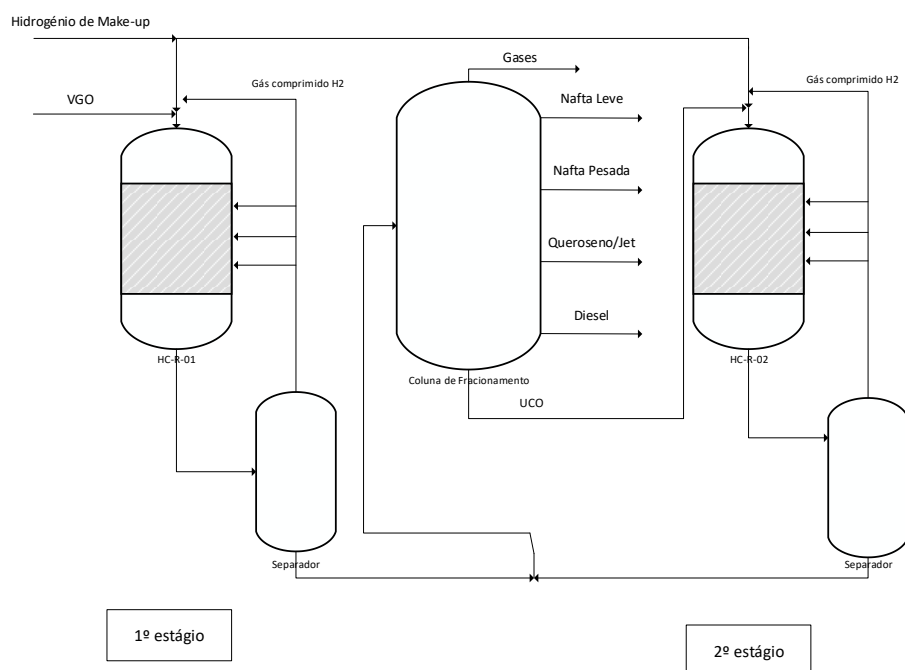 Hidrogénio de Make-up
Gases
Gás comprimido H2
Gás comprimido H2
VGO
Nafta Leve
Nafta Pesada
Queroseno/Jet
Diesel
HC-R-01
HC-R-02
Coluna de Fracionamento
UCO
Separador
Separador
1º estágio
2º estágio